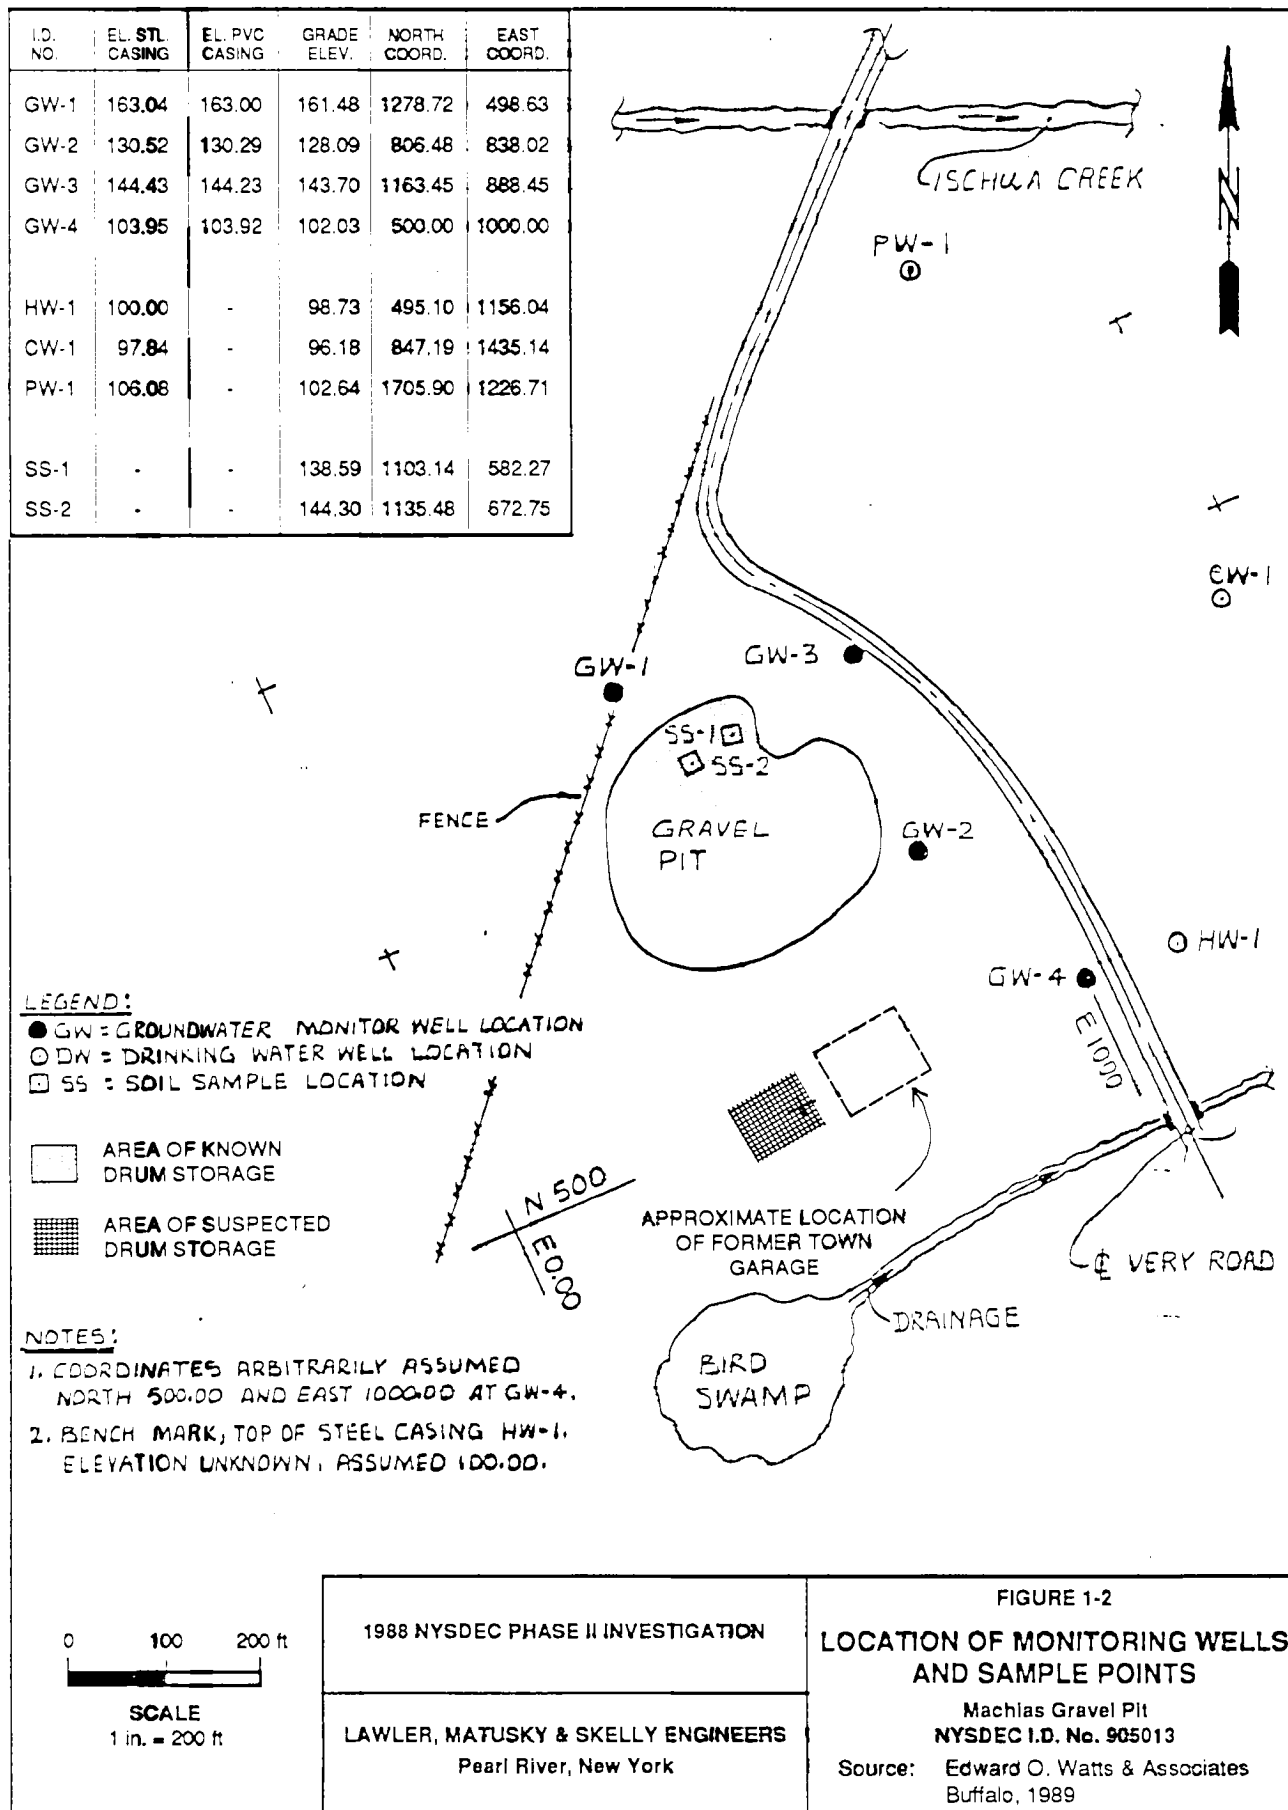 I.D. NO. EL. STL. CASING EL. PVC CASING GRADE ELEV. NORTH COORD. EAST COORD.
GW-1 163.04 163.00 161.48 1278.72 498.63
GW-2 130.52 130.29 128.09 806.48 838.02
GW-3 144.43 144.23 143.70 1163.45 888.45
GW-4 103.95 103.92 102.03 500.00 1000.00
HW-1 100.00 - 98.73 495.10 1156.04
CW-1 97.84 - 96.18 847.19 1435.14
PW-1 106.08 - 102.64 1705.90 1226.71
SS-1 - - 138.59 1103.14 582.27
SS-2 - - 144.30 1135.48 672.75
ISCHUA CREEK
N
PW-1
CW-1
GW-1
GW-3
SS-1
SS-2
FENCE
GRAVEL
PIT
GW-2
HW-1
GW-4
E 1000
LEGEND:
GW = GROUNDWATER MONITOR WELL LOCATION
DW = DRINKING WATER WELL LOCATION
SS = SOIL SAMPLE LOCATION
AREA OF KNOWN
DRUM STORAGE
AREA OF SUSPECTED
DRUM STORAGE
N 500
E0.00
APPROXIMATE LOCATION
OF FORMER TOWN
GARAGE
℄ VERY ROAD
DRAINAGE
BIRD
SWAMP
NOTES:
1. COORDINATES ARBITRARILY ASSUMED
NORTH 500.00 AND EAST 1000.00 AT GW-4.
2. BENCH MARK; TOP OF STEEL CASING HW-1.
ELEVATION UNKNOWN, ASSUMED 100.00.
0 100 200 ft
SCALE
1 in. = 200 ft
1988 NYSDEC PHASE II INVESTIGATION
LAWLER, MATUSKY & SKELLY ENGINEERS
Pearl River, New York
FIGURE 1-2
LOCATION OF MONITORING WELLS
AND SAMPLE POINTS
Machias Gravel Pit
NYSDEC I.D. No. 905013
Source: Edward O. Watts & Associates
Buffalo, 1989